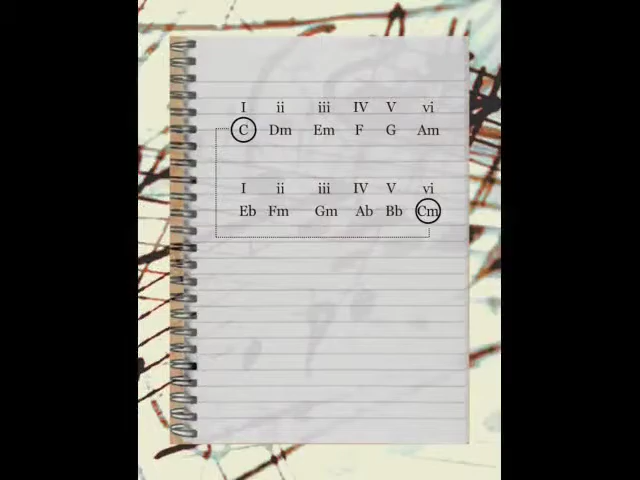 I ii iii IV V vi
C Dm Em F G Am
I ii iii IV V vi
Eb Fm Gm Ab Bb Cm